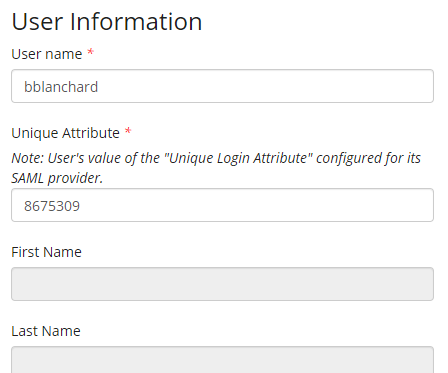 User Information
User name *
bblanchard
Unique Attribute *
Note: User's value of the "Unique Login Attribute" configured for its
SAML provider.
8675309
First Name
Last Name